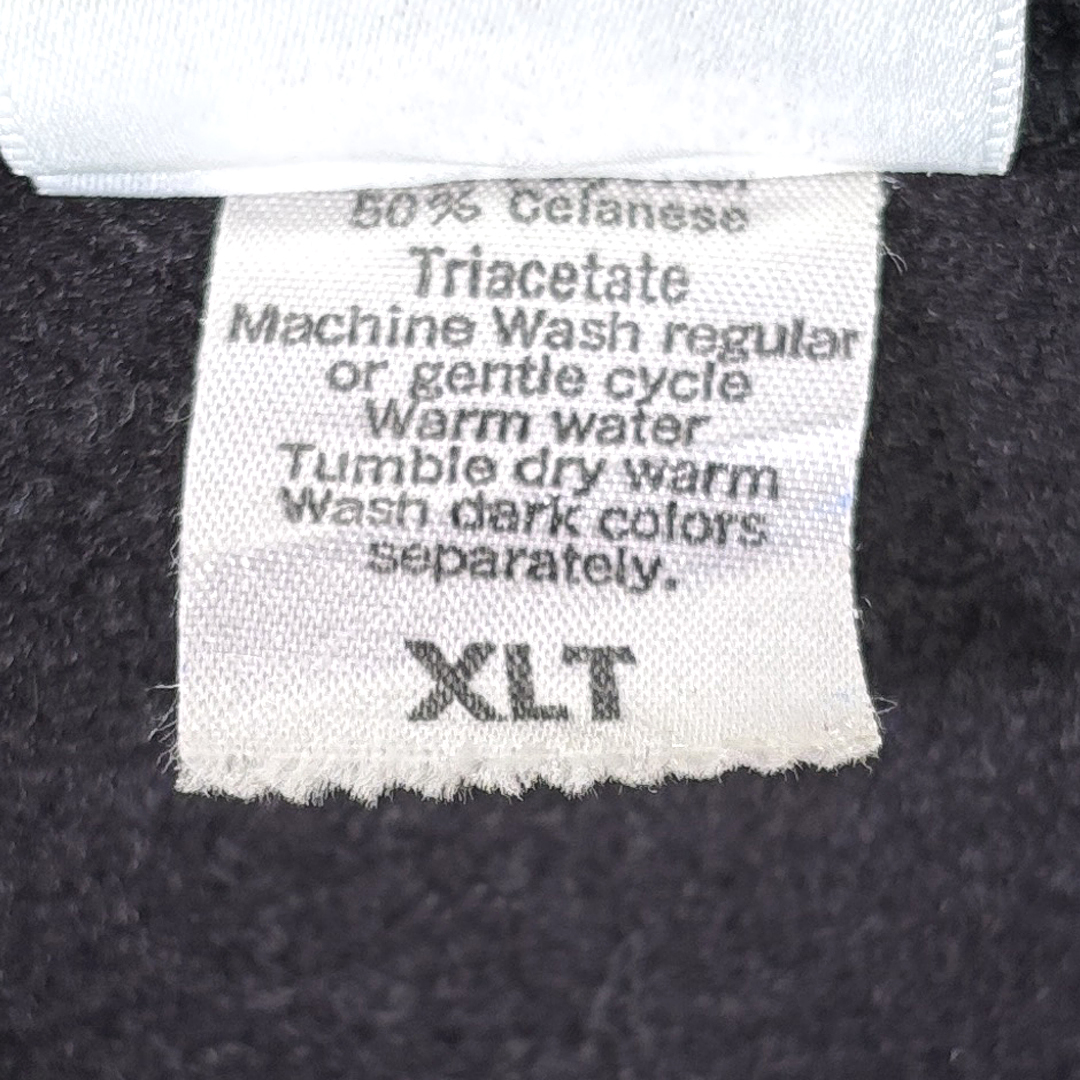 50% Celanese
Triacetate
Machine Wash regular
or gentle cycle
Warm water
Tumble dry warm
Wash dark colors
separately.
XLT